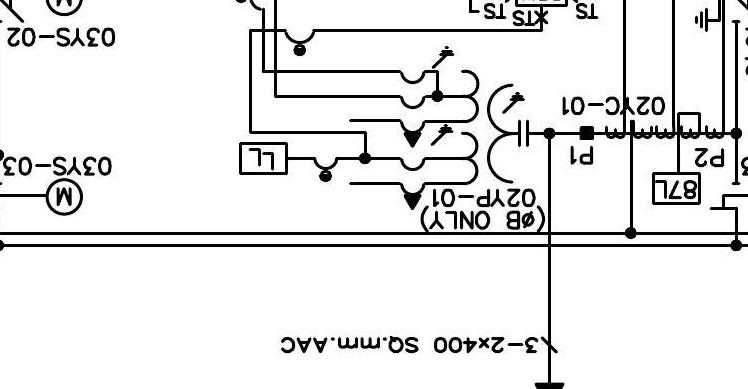 3-2x400 SQ.mm.AAC
(ØB ONLY)
02YP-01
87L
M
03YS-03
P2
P1
LL
02YC-01
03YS-02
TS
XTS
TS
M